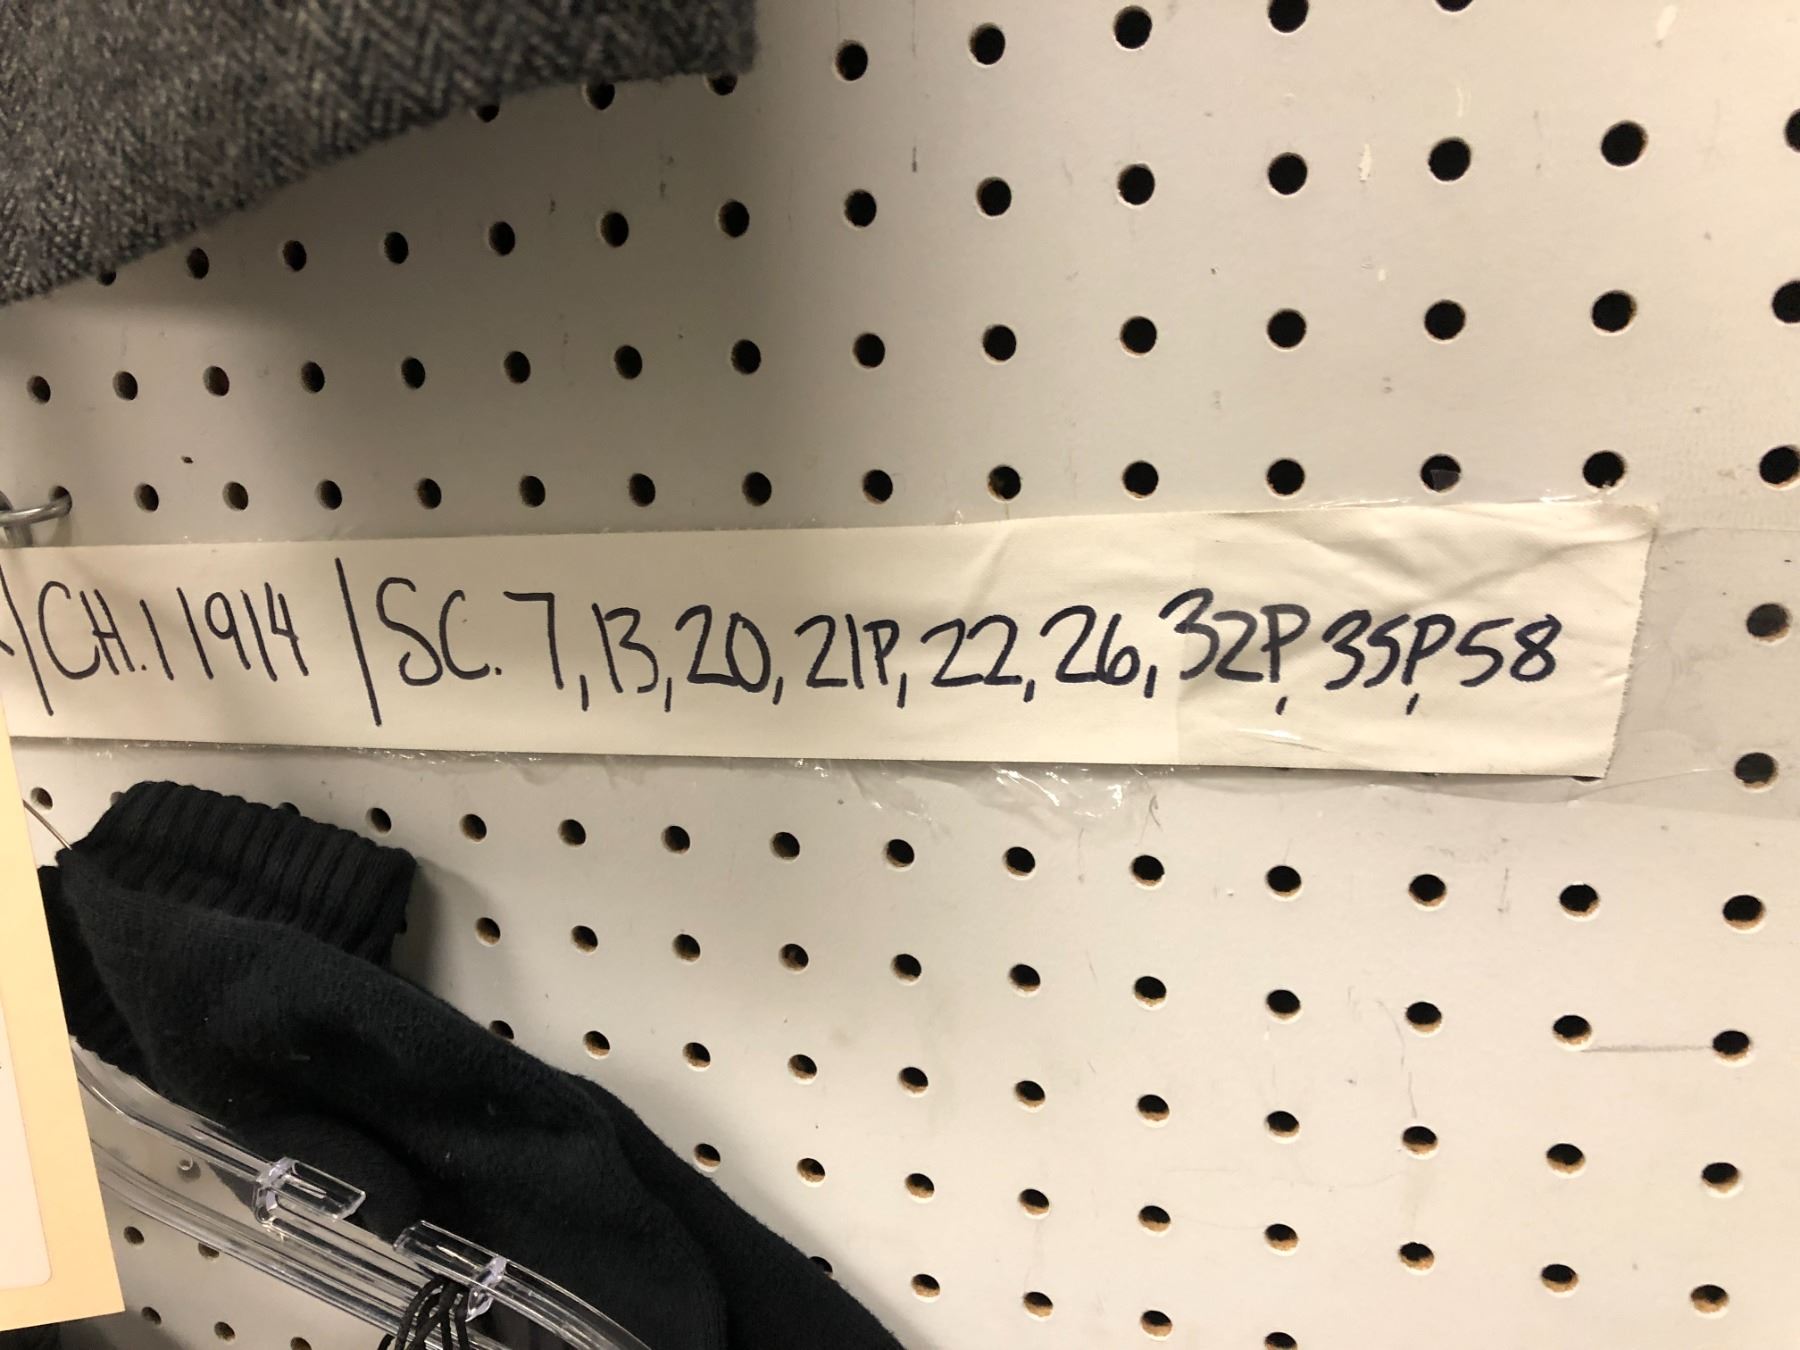 /CH.1 1914 / SC. 7, 13, 20, 21P, 22, 26, 32P, 35P, 58